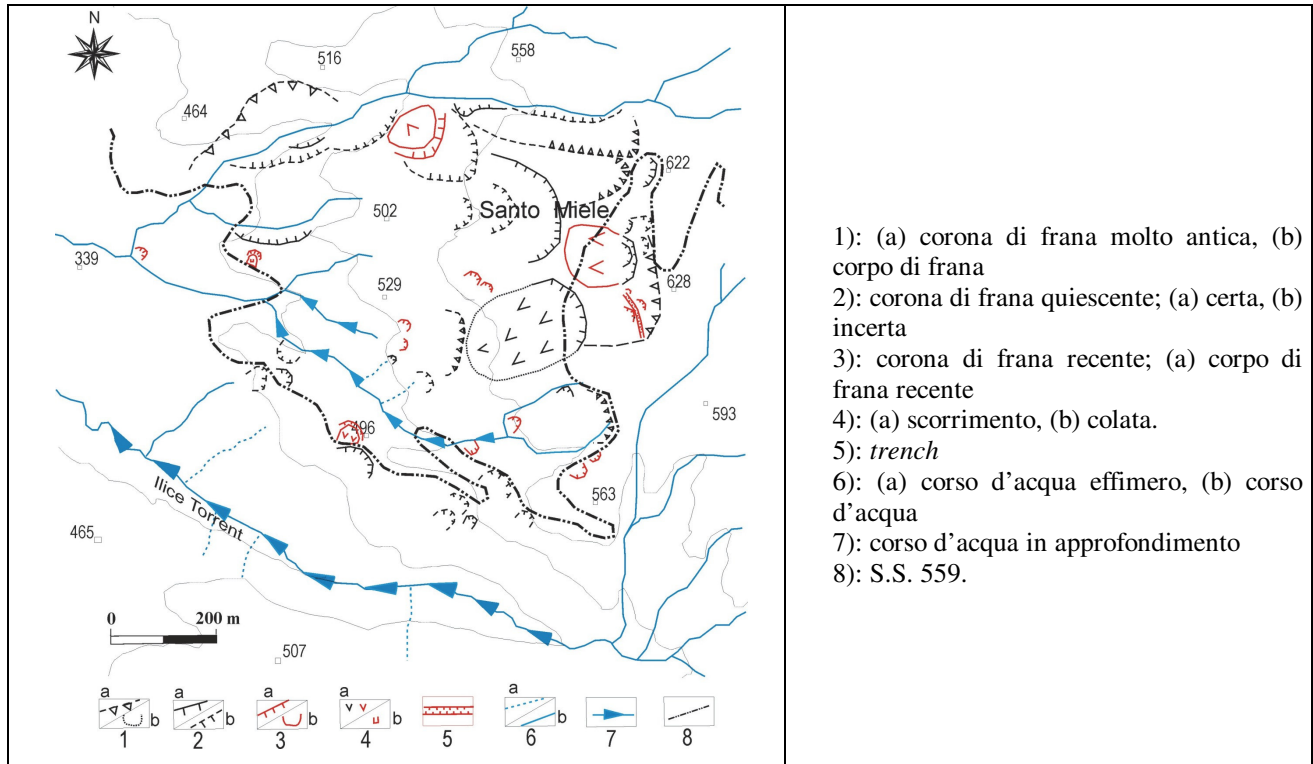 N
516
558
464
622
Santo Miele
502
339
529
628
593
496
563
Ilice Torrent
465
0 200 m
507
a a a a a
b b b b b
1 2 3 4 5 6 7 8
1): (a) corona di frana molto antica, (b)
corpo di frana
2): corona di frana quiescente; (a) certa, (b)
incerta
3): corona di frana recente; (a) corpo di
frana recente
4): (a) scorrimento, (b) colata.
5): trench
6): (a) corso d'acqua effimero, (b) corso
d'acqua
7): corso d'acqua in approfondimento
8): S.S. 559.